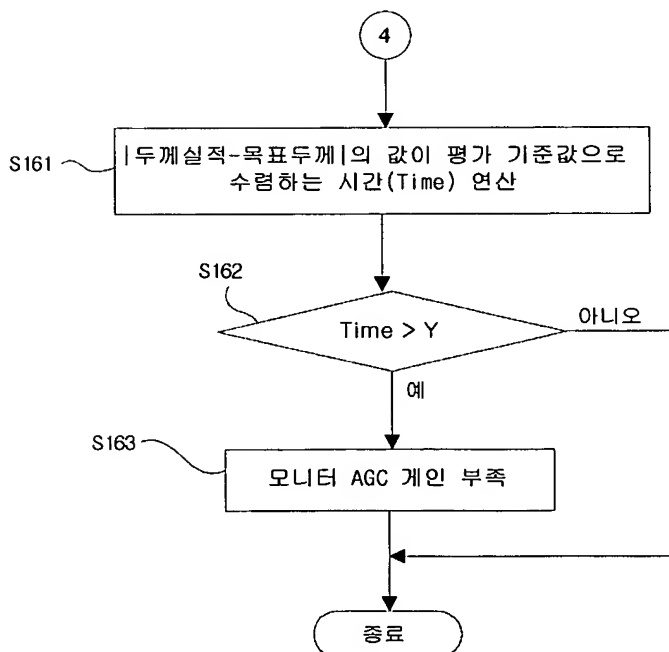 4
S161
|두께실적-목표두께|의 값이 평가 기준값으로
수렴하는 시간(Time) 연산
S162
Time > Y
아니오
예
S163
모니터 AGC 게인 부족
종료